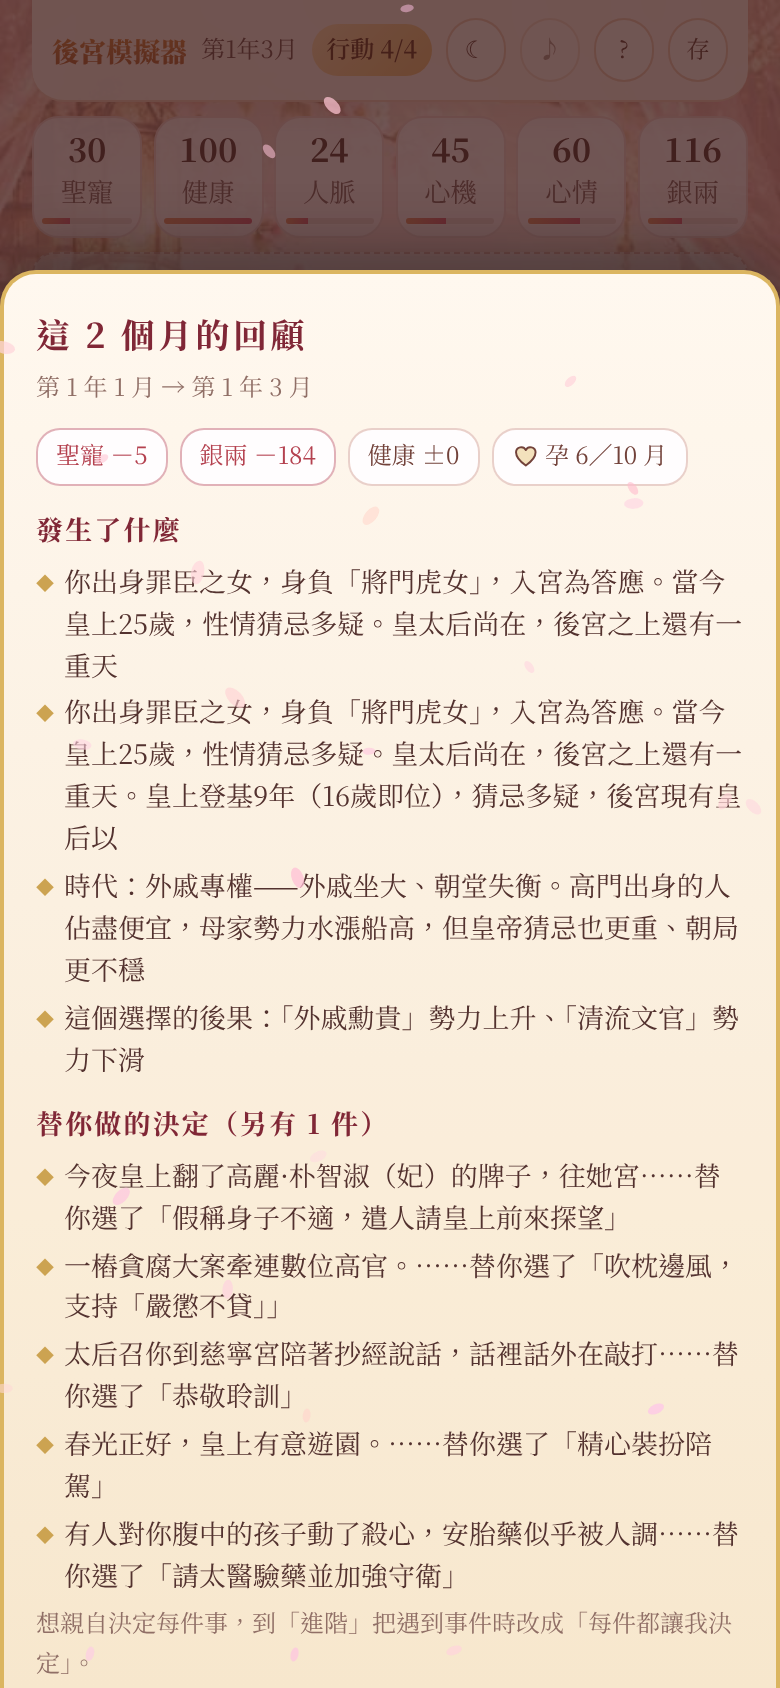 後宮模擬器 第1年3月 行動 4/4 ☾ ♪ ? 存
30 100 24 45 60 116
聖寵 健康 人脈 心機 心情 銀兩
這 2 個月的回顧
第 1 年 1 月 → 第 1 年 3 月
聖寵 －5 銀兩 －184 健康 ±0 ♡ 孕 6／10 月
發生了什麼
◆ 你出身罪臣之女，身負「將門虎女」，入宮為答應。當今
皇上25歲，性情猜忌多疑。皇太后尚在，後宮之上還有一
重天
◆ 你出身罪臣之女，身負「將門虎女」，入宮為答應。當今
皇上25歲，性情猜忌多疑。皇太后尚在，後宮之上還有一
重天。皇上登基9年（16歲即位），猜忌多疑，後宮現有皇
后以
◆ 時代：外戚專權——外戚坐大、朝堂失衡。高門出身的人
佔盡便宜，母家勢力水漲船高，但皇帝猜忌也更重、朝局
更不穩
◆ 這個選擇的後果：「外戚勳貴」勢力上升、「清流文官」勢
力下滑
替你做的決定（另有 1 件）
◆ 今夜皇上翻了高麗·朴智淑（妃）的牌子，往她宮……替
你選了「假稱身子不適，遣人請皇上前來探望」
◆ 一樁貪腐大案牽連數位高官。……替你選了「吹枕邊風，
支持「嚴懲不貸」」
◆ 太后召你到慈寧宮陪著抄經說話，話裡話外在敲打……替
你選了「恭敬聆訓」
◆ 春光正好，皇上有意遊園。……替你選了「精心裝扮陪
駕」
◆ 有人對你腹中的孩子動了殺心，安胎藥似乎被人調……替
你選了「請太醫驗藥並加強守衛」
想親自決定每件事，到「進階」把遇到事件時改成「每件都讓我決
定」。